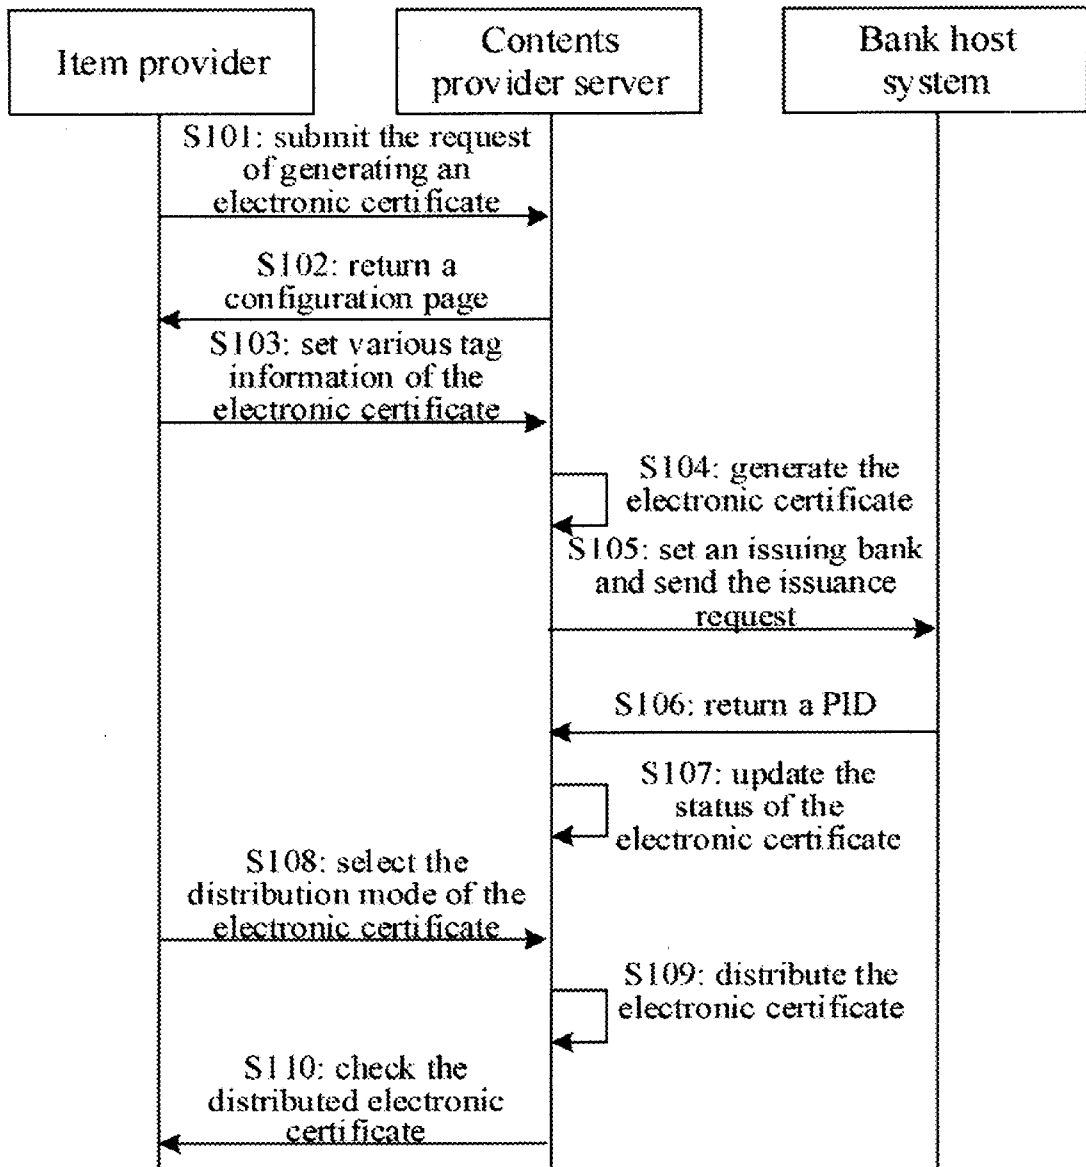 Item provider
Contents
provider server
Bank host
system
S101: submit the request
of generating an
electronic certificate
S102: return a
configuration page
S103: set various tag
information of the
electronic certificate
S104: generate the
electronic certificate
S105: set an issuing bank
and send the issuance
request
S106: return a PID
S107: update the
status of the
electronic certificate
S108: select the
distribution mode of the
electronic certificate
S109: distribute the
electronic certificate
S110: check the
distributed electronic
certificate